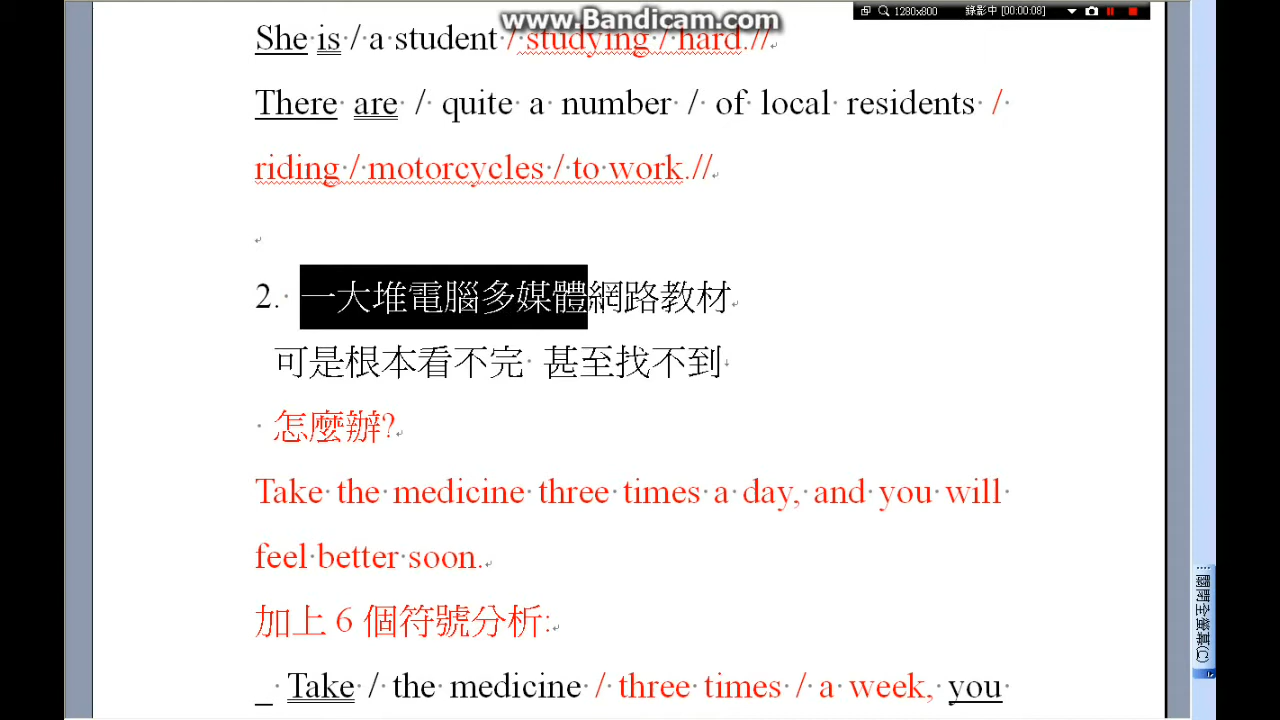 www.Bandicam.com
1280x800 錄影中 [00:00:08]
She is / a student / studying / hard.//
There are / quite a number / of local residents /
riding / motorcycles / to work.//
2. 一大堆電腦多媒體網路教材
可是根本看不完 甚至找不到
怎麼辦?
Take the medicine three times a day, and you will
feel better soon.
加上 6 個符號分析:
_ Take / the medicine / three times / a week, you
關閉全螢幕(C)